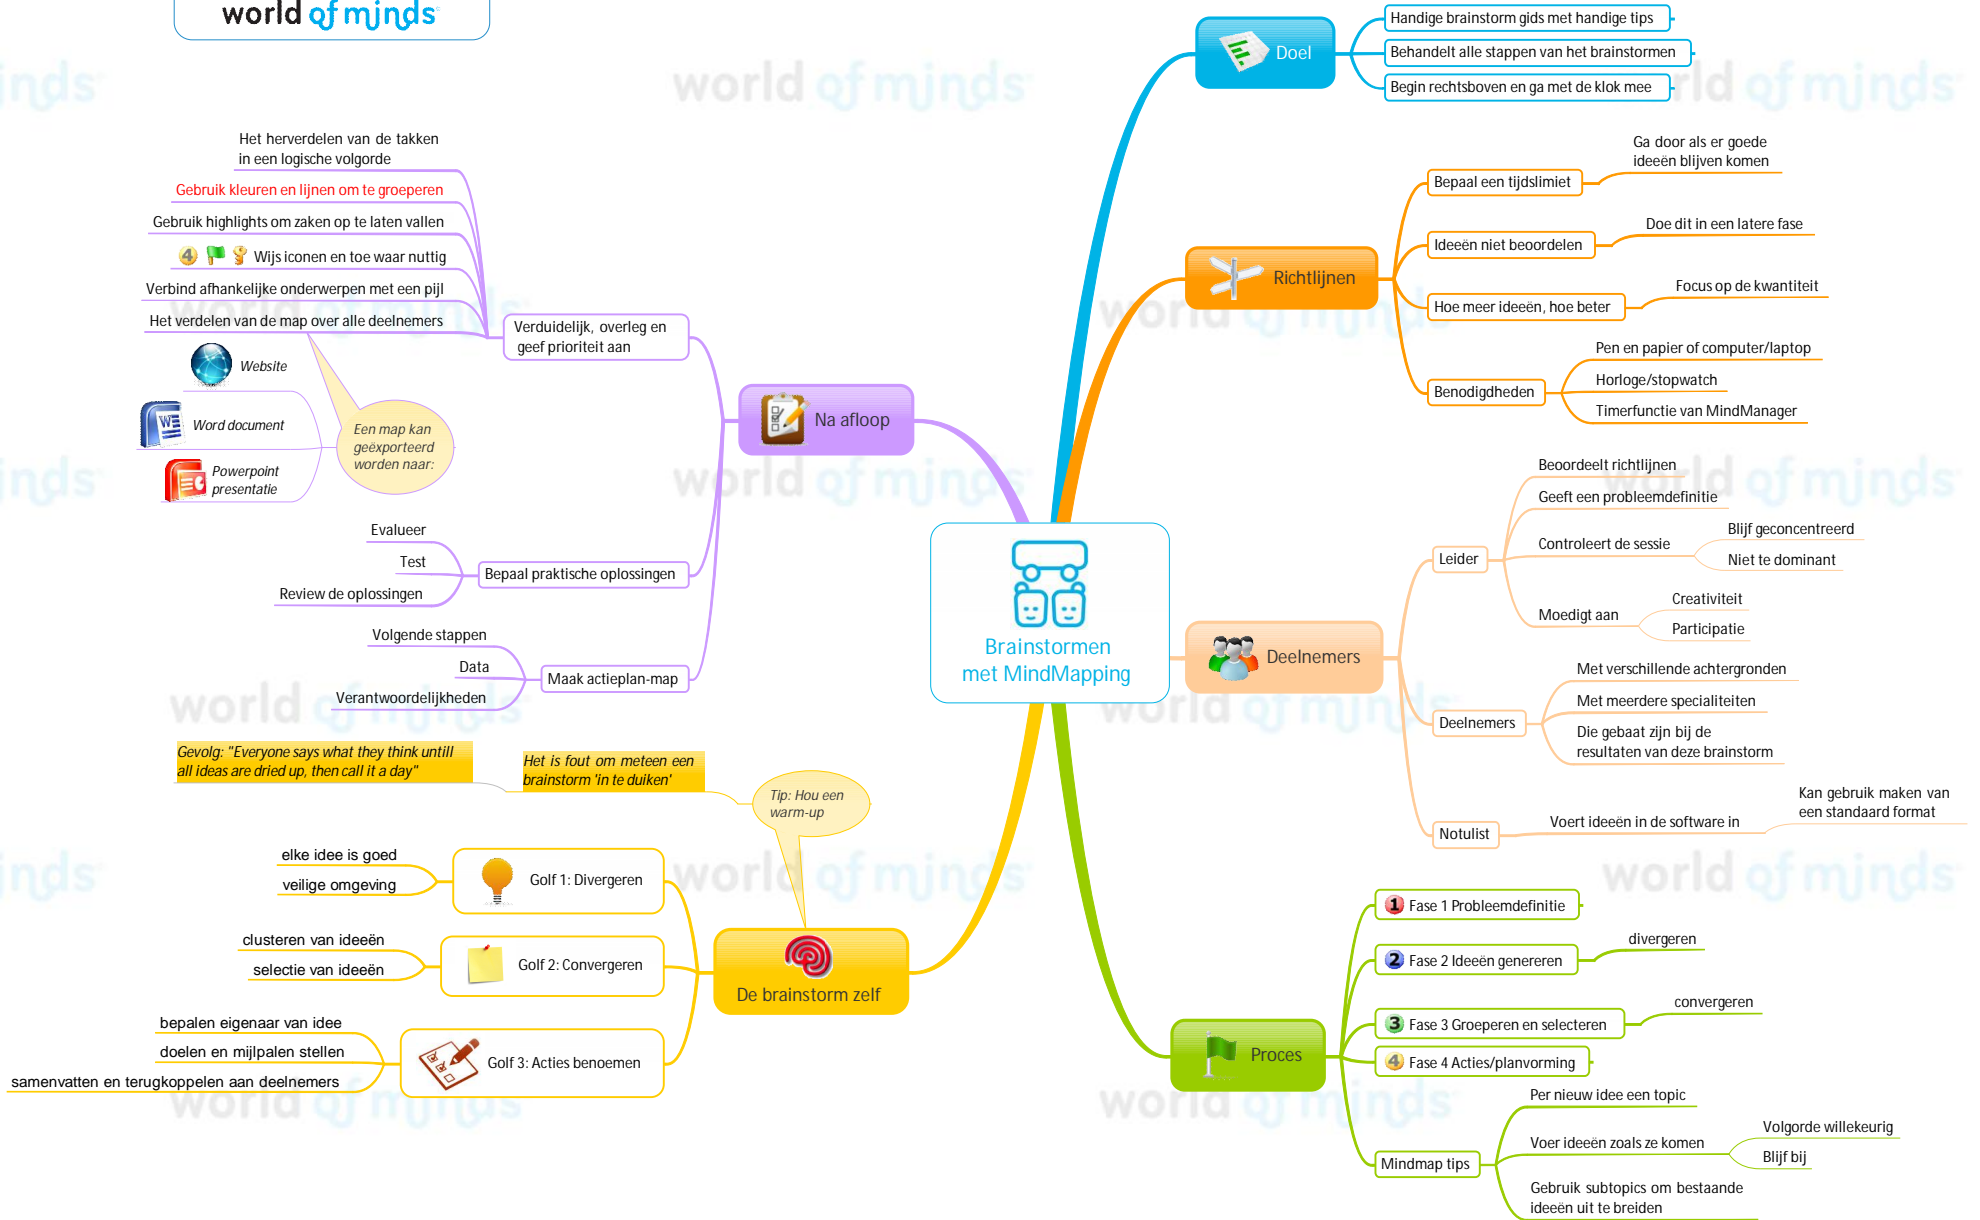 world of minds
Brainstormen
met MindMapping
Doel
Handige brainstorm gids met handige tips
Behandelt alle stappen van het brainstormen
Begin rechtsboven en ga met de klok mee
Richtlijnen
Bepaal een tijdslimiet
Ga door als er goede
ideeën blijven komen
Ideeën niet beoordelen
Doe dit in een latere fase
Hoe meer ideeën, hoe beter
Focus op de kwantiteit
Benodigdheden
Pen en papier of computer/laptop
Horloge/stopwatch
Timerfunctie van MindManager
Deelnemers
Leider
Beoordeelt richtlijnen
Geeft een probleemdefinitie
Controleert de sessie
Blijf geconcentreerd
Niet te dominant
Moedigt aan
Creativiteit
Participatie
Deelnemers
Met verschillende achtergronden
Met meerdere specialiteiten
Die gebaat zijn bij de
resultaten van deze brainstorm
Notulist
Voert ideeën in de software in
Kan gebruik maken van
een standaard format
Proces
1 Fase 1 Probleemdefinitie
2 Fase 2 Ideeën genereren
divergeren
3 Fase 3 Groeperen en selecteren
convergeren
4 Fase 4 Acties/planvorming
Mindmap tips
Per nieuw idee een topic
Voer ideeën zoals ze komen
Volgorde willekeurig
Blijf bij
Gebruik subtopics om bestaande
ideeën uit te breiden
De brainstorm zelf
Tip: Hou een
warm-up
Het is fout om meteen een
brainstorm 'in te duiken'
Gevolg: "Everyone says what they think untill
all ideas are dried up, then call it a day"
Golf 1: Divergeren
elke idee is goed
veilige omgeving
Golf 2: Convergeren
clusteren van ideeën
selectie van ideeën
Golf 3: Acties benoemen
bepalen eigenaar van idee
doelen en mijlpalen stellen
samenvatten en terugkoppelen aan deelnemers
Na afloop
Verduidelijk, overleg en
geef prioriteit aan
Het herverdelen van de takken
in een logische volgorde
Gebruik kleuren en lijnen om te groeperen
Gebruik highlights om zaken op te laten vallen
4 Wijs iconen en toe waar nuttig
Verbind afhankelijke onderwerpen met een pijl
Het verdelen van de map over alle deelnemers
Een map kan
geëxporteerd
worden naar:
Website
Word document
Powerpoint
presentatie
Bepaal praktische oplossingen
Evalueer
Test
Review de oplossingen
Maak actieplan-map
Volgende stappen
Data
Verantwoordelijkheden